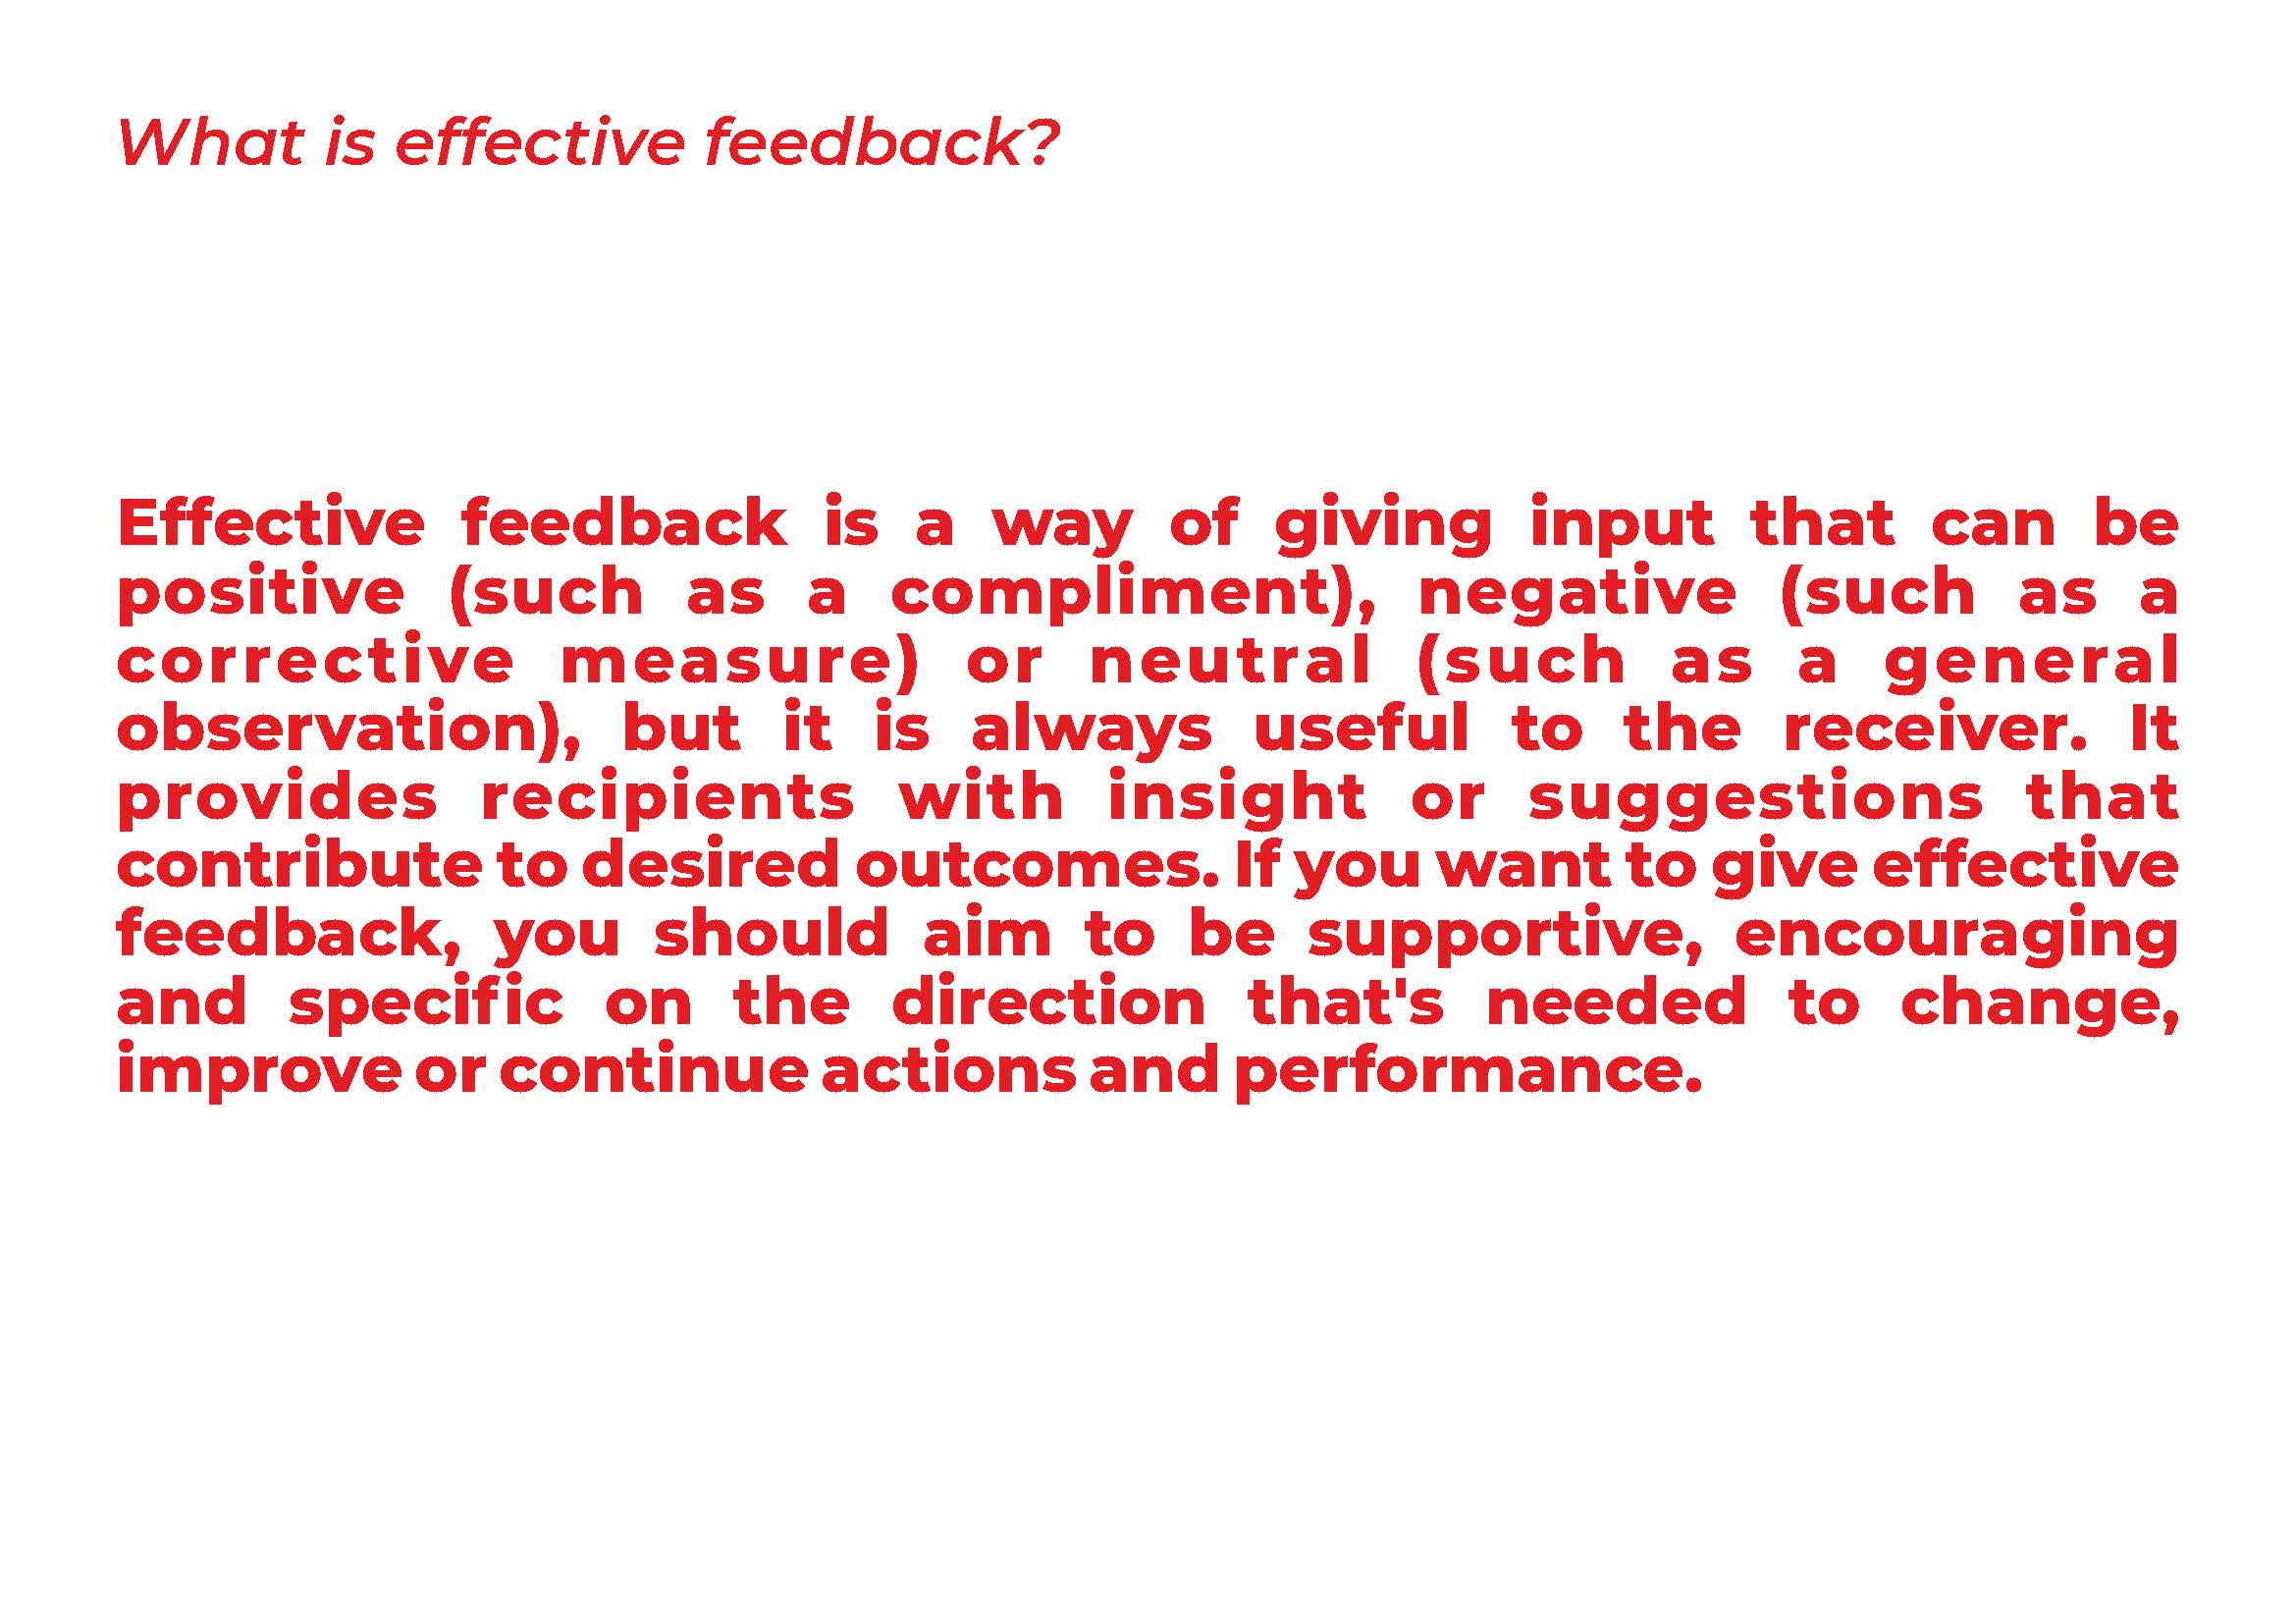 What is effective feedback?
Effective feedback is a way of giving input that can be
positive (such as a compliment), negative (such as a
corrective measure) or neutral (such as a general
observation), but it is always useful to the receiver. It
provides recipients with insight or suggestions that
contribute to desired outcomes. If you want to give effective
feedback, you should aim to be supportive, encouraging
and specific on the direction that's needed to change,
improve or continue actions and performance.